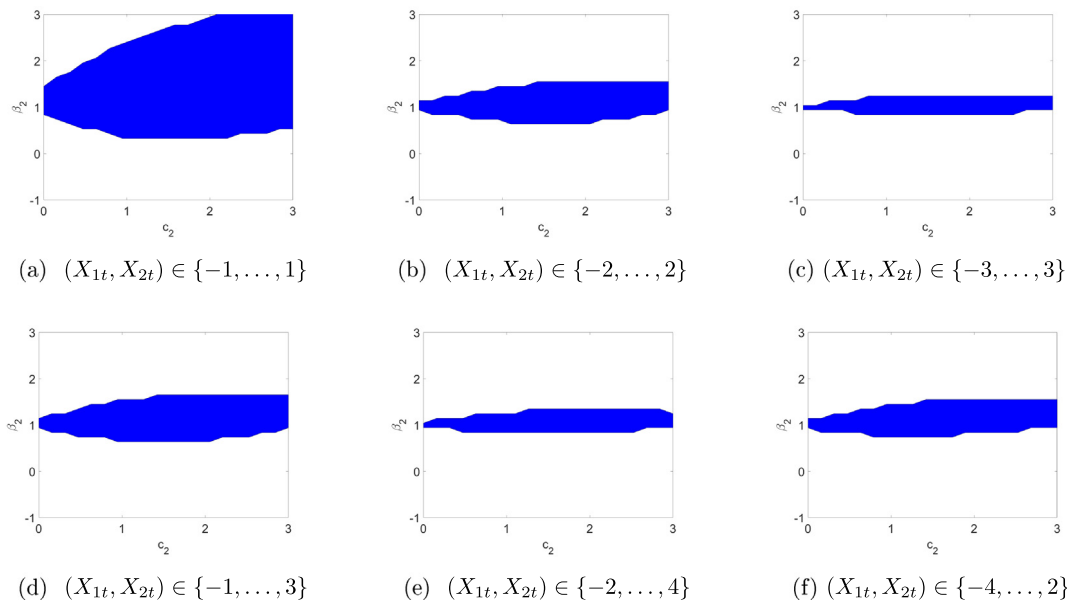 3 3 3
2 2 2
β₂ β₂ β₂
1 1 1
0 0 0
-1 -1 -1
0 1 2 3 0 1 2 3 0 1 2 3
c₂ c₂ c₂
(a) (X₁ₜ, X₂ₜ) ∈ {−1, . . . , 1} (b) (X₁ₜ, X₂ₜ) ∈ {−2, . . . , 2} (c) (X₁ₜ, X₂ₜ) ∈ {−3, . . . , 3}
3 3 3
2 2 2
β₂ β₂ β₂
1 1 1
0 0 0
-1 -1 -1
0 1 2 3 0 1 2 3 0 1 2 3
c₂ c₂ c₂
(d) (X₁ₜ, X₂ₜ) ∈ {−1, . . . , 3} (e) (X₁ₜ, X₂ₜ) ∈ {−2, . . . , 4} (f) (X₁ₜ, X₂ₜ) ∈ {−4, . . . , 2}